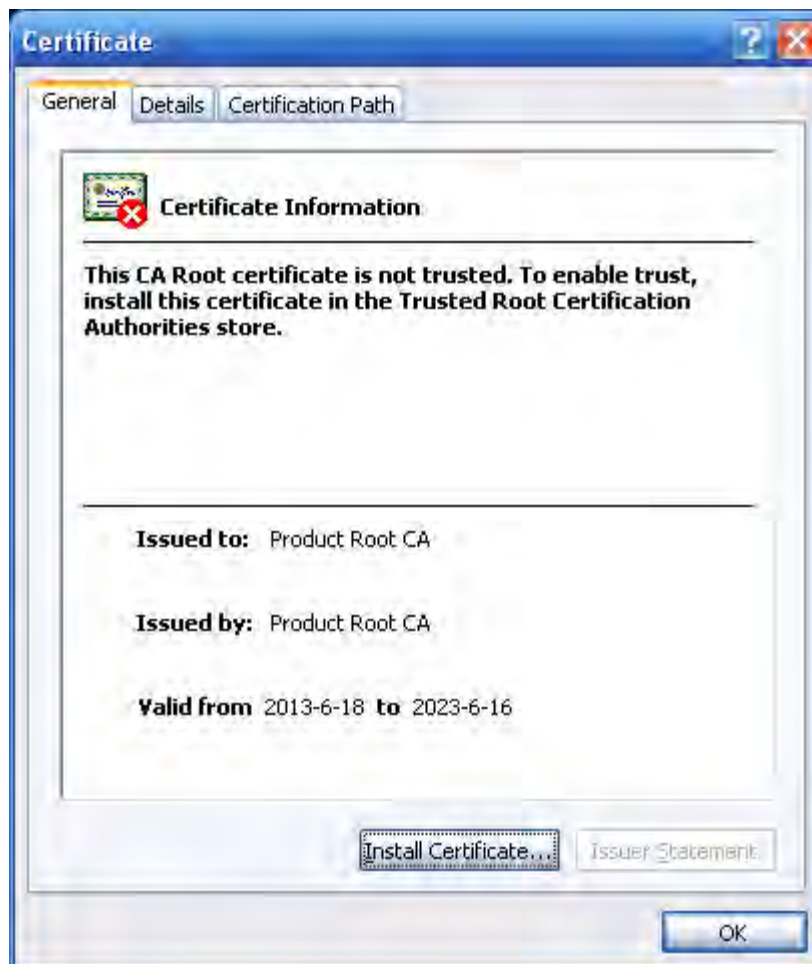 Certificate
General Details Certification Path
Certificate Information
This CA Root certificate is not trusted. To enable trust,
install this certificate in the Trusted Root Certification
Authorities store.
Issued to: Product Root CA
Issued by: Product Root CA
Valid from 2013-6-18 to 2023-6-16
Install Certificate... Issuer Statement
OK